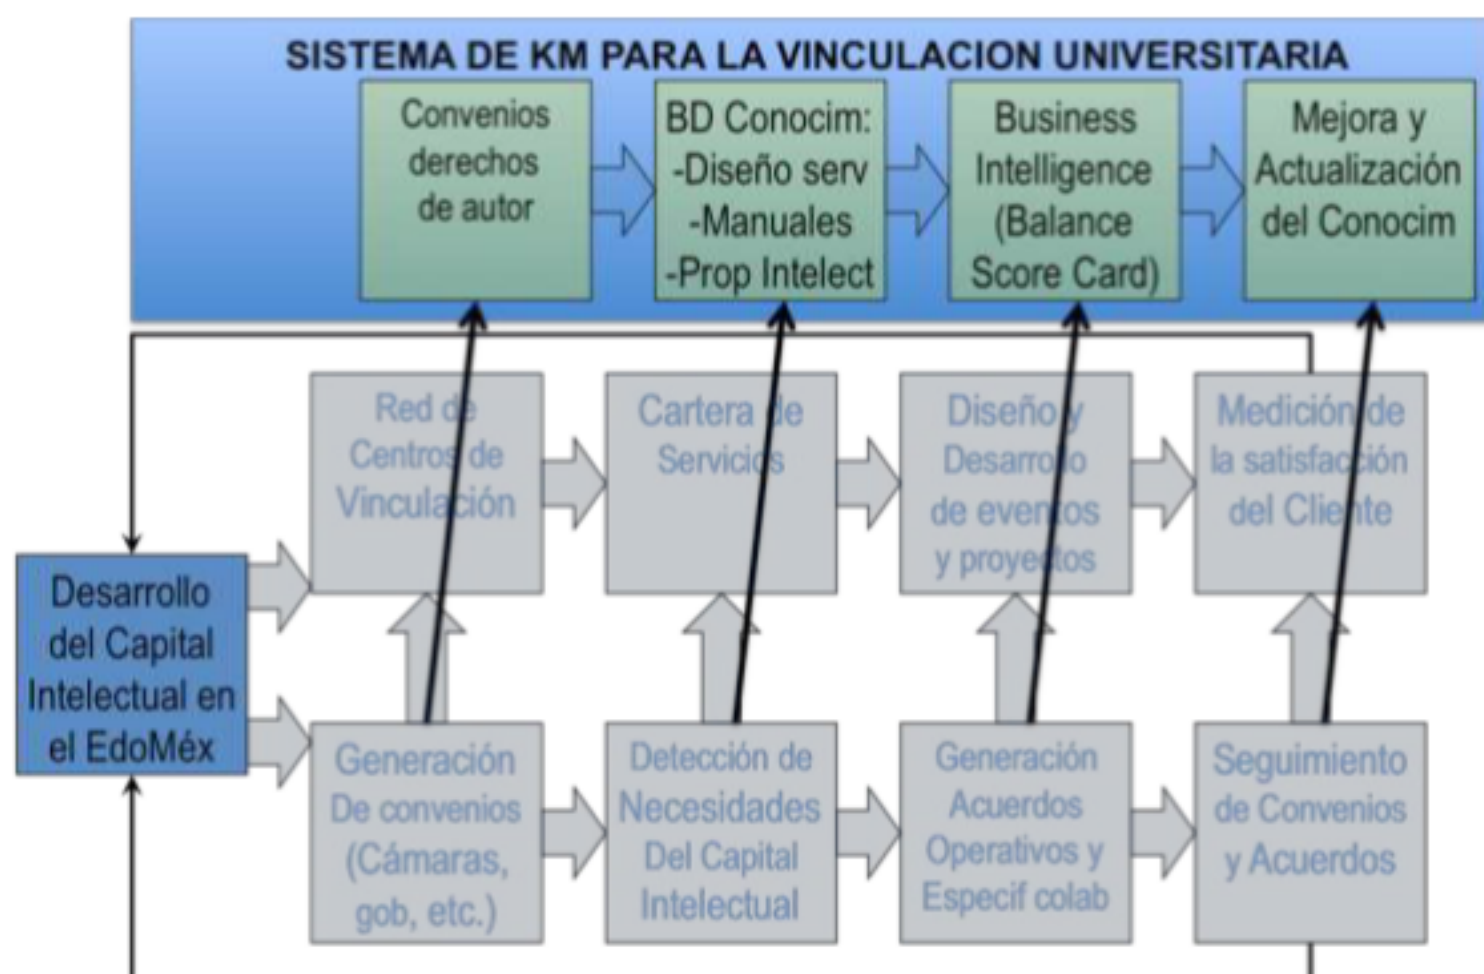 SISTEMA DE KM PARA LA VINCULACION UNIVERSITARIA
Convenios
derechos
de autor
BD Conocim:
-Diseño serv
-Manuales
-Prop Intelect
Business
Intelligence
(Balance
Score Card)
Mejora y
Actualización
del Conocim
Red de
Centros de
Vinculación
Cartera de
Servicios
Diseño y
Desarrollo
de eventos
y proyectos
Medición de
la satisfacción
del Cliente
Desarrollo
del Capital
Intelectual en
el EdoMéx
Generación
De convenios
(Cámaras,
gob, etc.)
Detección de
Necesidades
Del Capital
Intelectual
Generación
Acuerdos
Operativos y
Especif colab
Seguimiento
de Convenios
y Acuerdos